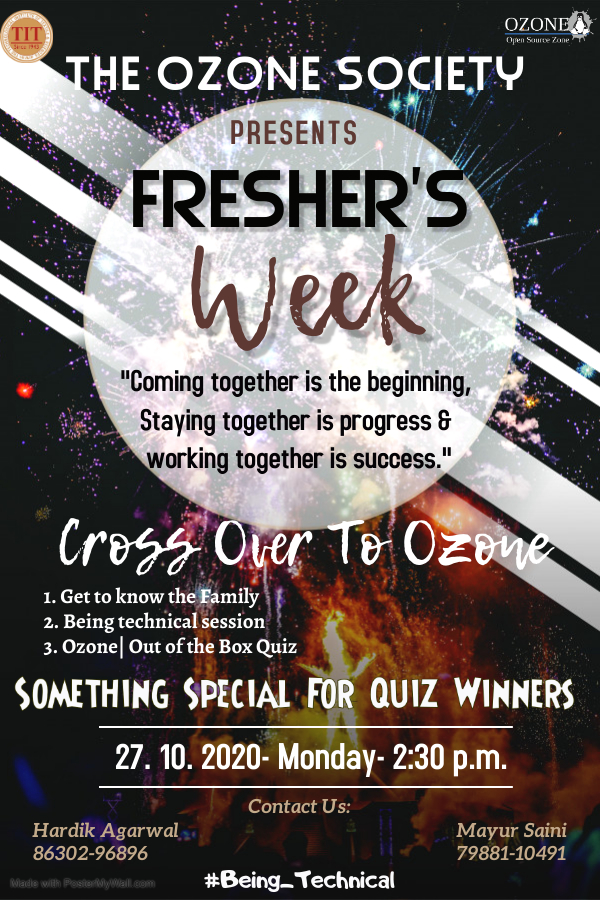 TIT
Since 1943
OZONE
Open Source Zone
THE OZONE SOCIETY
PRESENTS
FRESHER'S
Week
"Coming together is the beginning,
Staying together is progress &
working together is success."
Cross Over To Ozone
1. Get to know the Family
2. Being technical session
3. Ozone| Out of the Box Quiz
SOMETHING SPECIAL FOR QUIZ WINNERS
27. 10. 2020- Monday- 2:30 p.m.
Contact Us:
Hardik Agarwal
86302-96896
Mayur Saini
79881-10491
#Being_Technical
Made with PosterMyWall.com